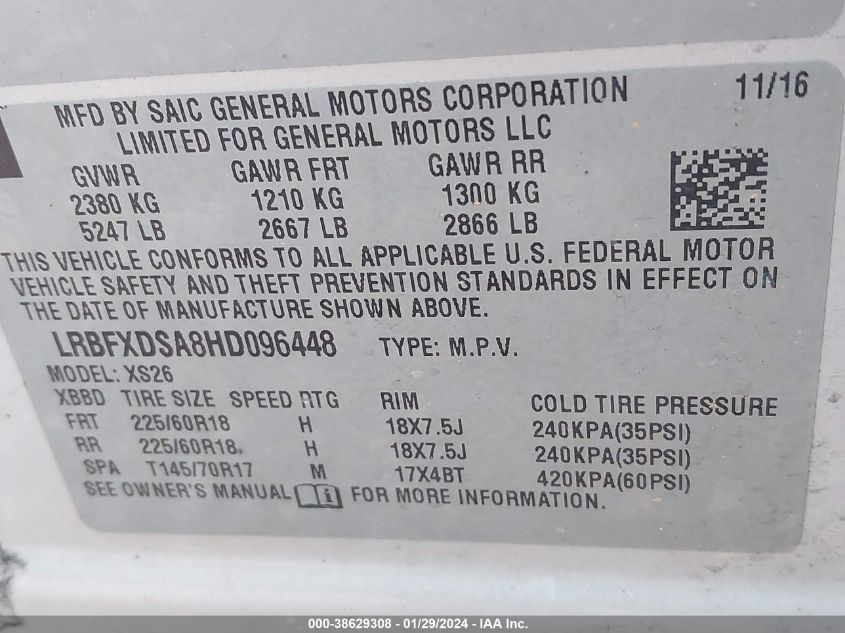 MFD BY SAIC GENERAL MOTORS CORPORATION 11/16
LIMITED FOR GENERAL MOTORS LLC
GVWR GAWR FRT GAWR RR
2380 KG 1210 KG 1300 KG
5247 LB 2667 LB 2866 LB
THIS VEHICLE CONFORMS TO ALL APPLICABLE U.S. FEDERAL MOTOR
VEHICLE SAFETY AND THEFT PREVENTION STANDARDS IN EFFECT ON
THE DATE OF MANUFACTURE SHOWN ABOVE.
LRBFXDSA8HD096448 TYPE: M.P.V.
MODEL: XS26
XBBD TIRE SIZE SPEED RTG RIM COLD TIRE PRESSURE
FRT 225/60R18 H 18X7.5J 240KPA(35PSI)
RR 225/60R18 H 18X7.5J 240KPA(35PSI)
SPA T145/70R17 M 17X4BT 420KPA(60PSI)
SEE OWNER'S MANUAL FOR MORE INFORMATION.
000-38629308 - 01/29/2024 - IAA Inc.